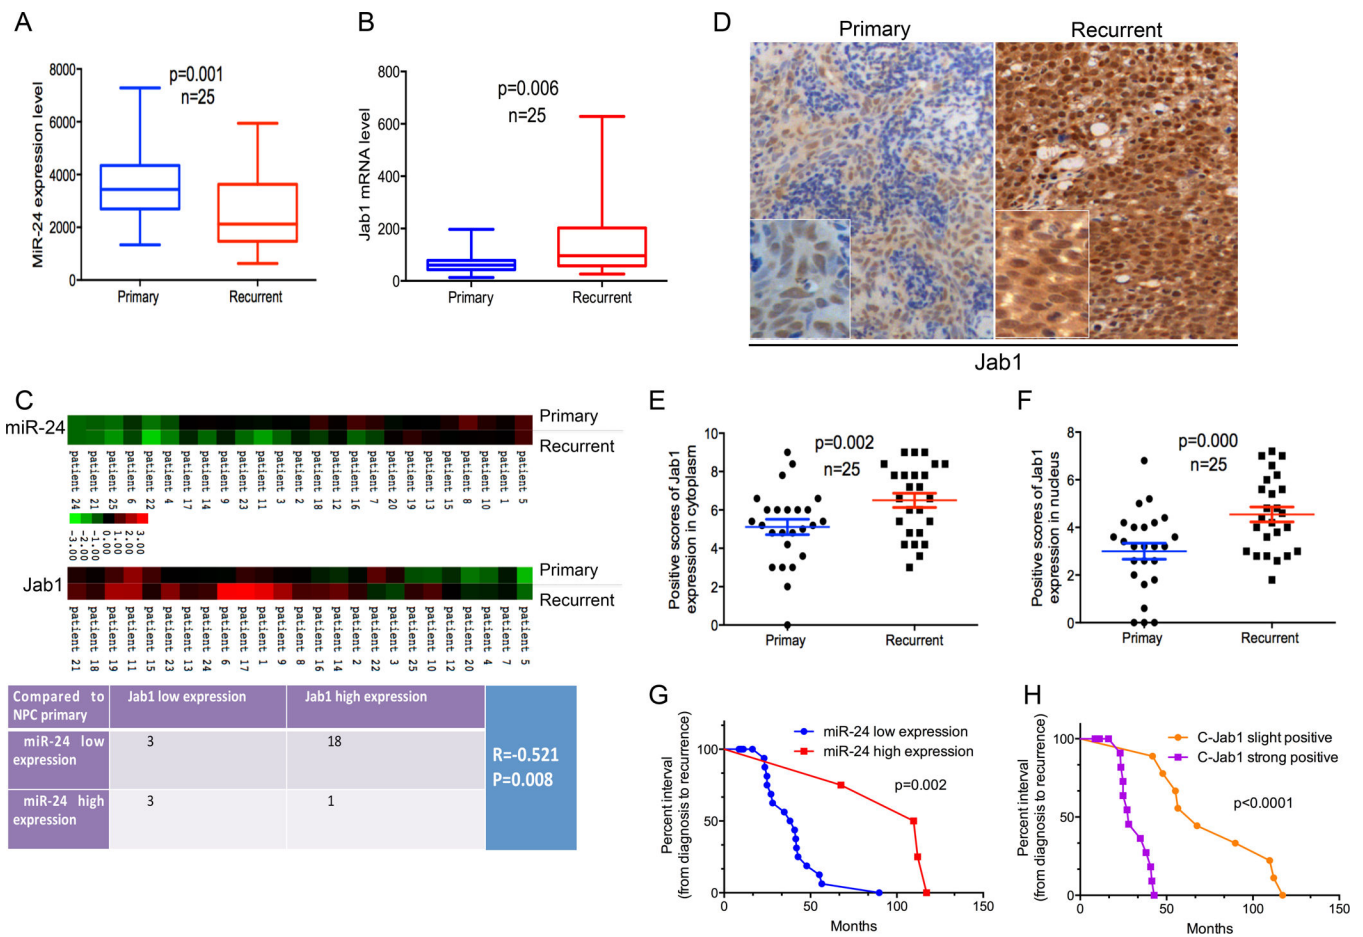 A
p=0.001
n=25
MiR-24 expression level
8000
6000
4000
2000
0
Primary
Recurrent
B
p=0.006
n=25
Jab1 mRNA level
800
600
400
200
0
Primary
Recurrent
D
Primary
Recurrent
Jab1
C
miR-24
Primary
Recurrent
patient 24
patient 21
patient 25
patient 6
patient 22
patient 4
patient 17
patient 14
patient 9
patient 23
patient 11
patient 3
patient 2
patient 18
patient 12
patient 16
patient 7
patient 20
patient 19
patient 13
patient 15
patient 8
patient 10
patient 1
patient 5
-3.00
-2.00
-1.00
0.00
1.00
2.00
3.00
Jab1
Primary
Recurrent
patient 21
patient 18
patient 19
patient 11
patient 15
patient 23
patient 13
patient 24
patient 6
patient 17
patient 1
patient 9
patient 8
patient 16
patient 14
patient 2
patient 22
patient 3
patient 25
patient 10
patient 12
patient 20
patient 4
patient 7
patient 5
Compared to NPC primary
Jab1 low expression
Jab1 high expression
miR-24 low expression
3
18
miR-24 high expression
3
1
R=-0.521
P=0.008
E
p=0.002
n=25
Positive scores of Jab1
expression in cytoplasm
10
8
6
4
2
0
Primay
Recurrent
F
p=0.000
n=25
Positive scores of Jab1
expression in nucleus
8
6
4
2
0
Primay
Recurrent
G
miR-24 low expression
miR-24 high expression
p=0.002
Percent interval
(from diagnosis to recurrence)
100
50
0
0
50
100
150
Months
H
C-Jab1 slight positive
C-Jab1 strong positive
p<0.0001
Percent interval
(from diagnosis to recurrence)
100
50
0
0
50
100
150
Months